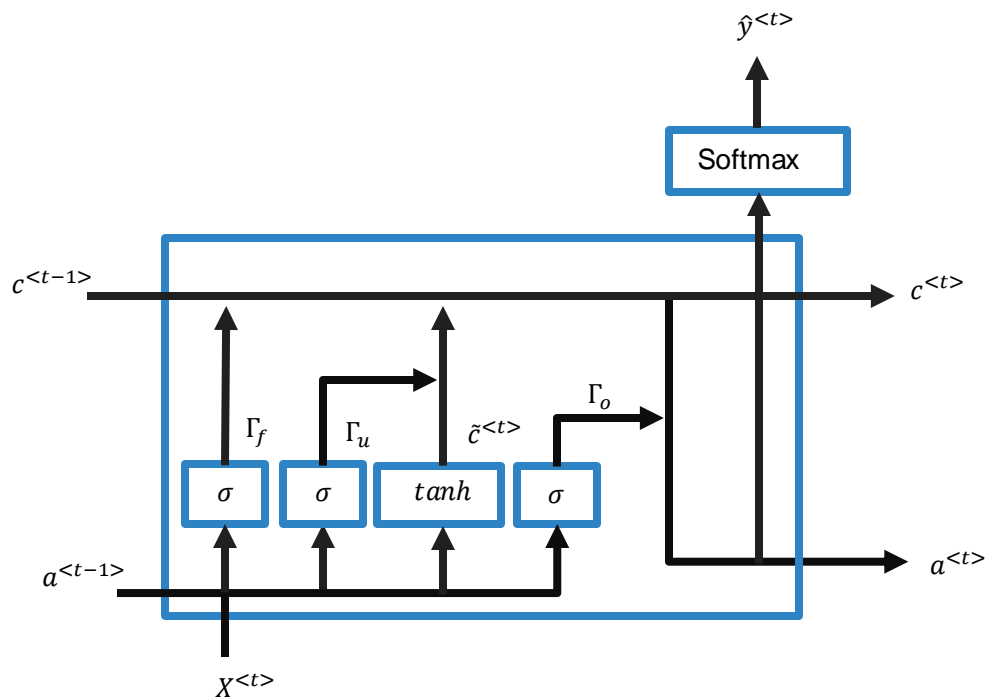 ŷ<t>
Softmax
c<t−1>
c<t>
Γf
Γu
c̃<t>
Γo
σ
σ
tanh
σ
a<t−1>
a<t>
X<t>